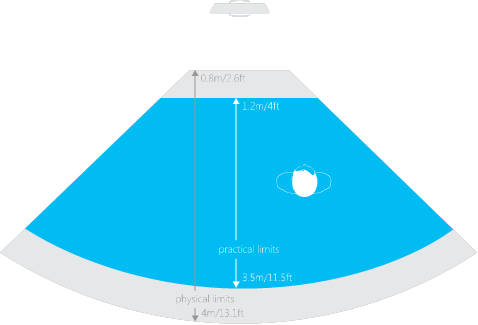 0.8m/2.6ft
1.2m/4ft
practical limits
3.5m/11.5ft
physical limits
4m/13.1ft